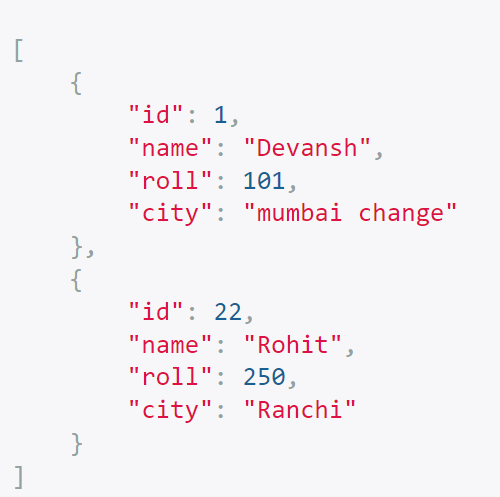 [
    {
        "id": 1,
        "name": "Devansh",
        "roll": 101,
        "city": "mumbai change"
    },
    {
        "id": 22,
        "name": "Rohit",
        "roll": 250,
        "city": "Ranchi"
    }
]